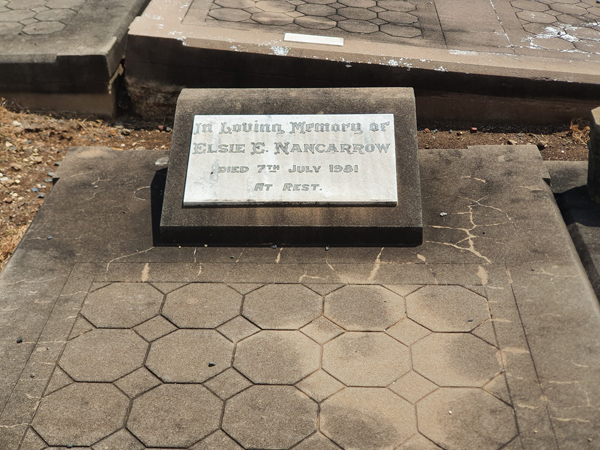 In Loving Memory of
Elsie E. Nancarrow
Died 7th July 1981
At Rest.